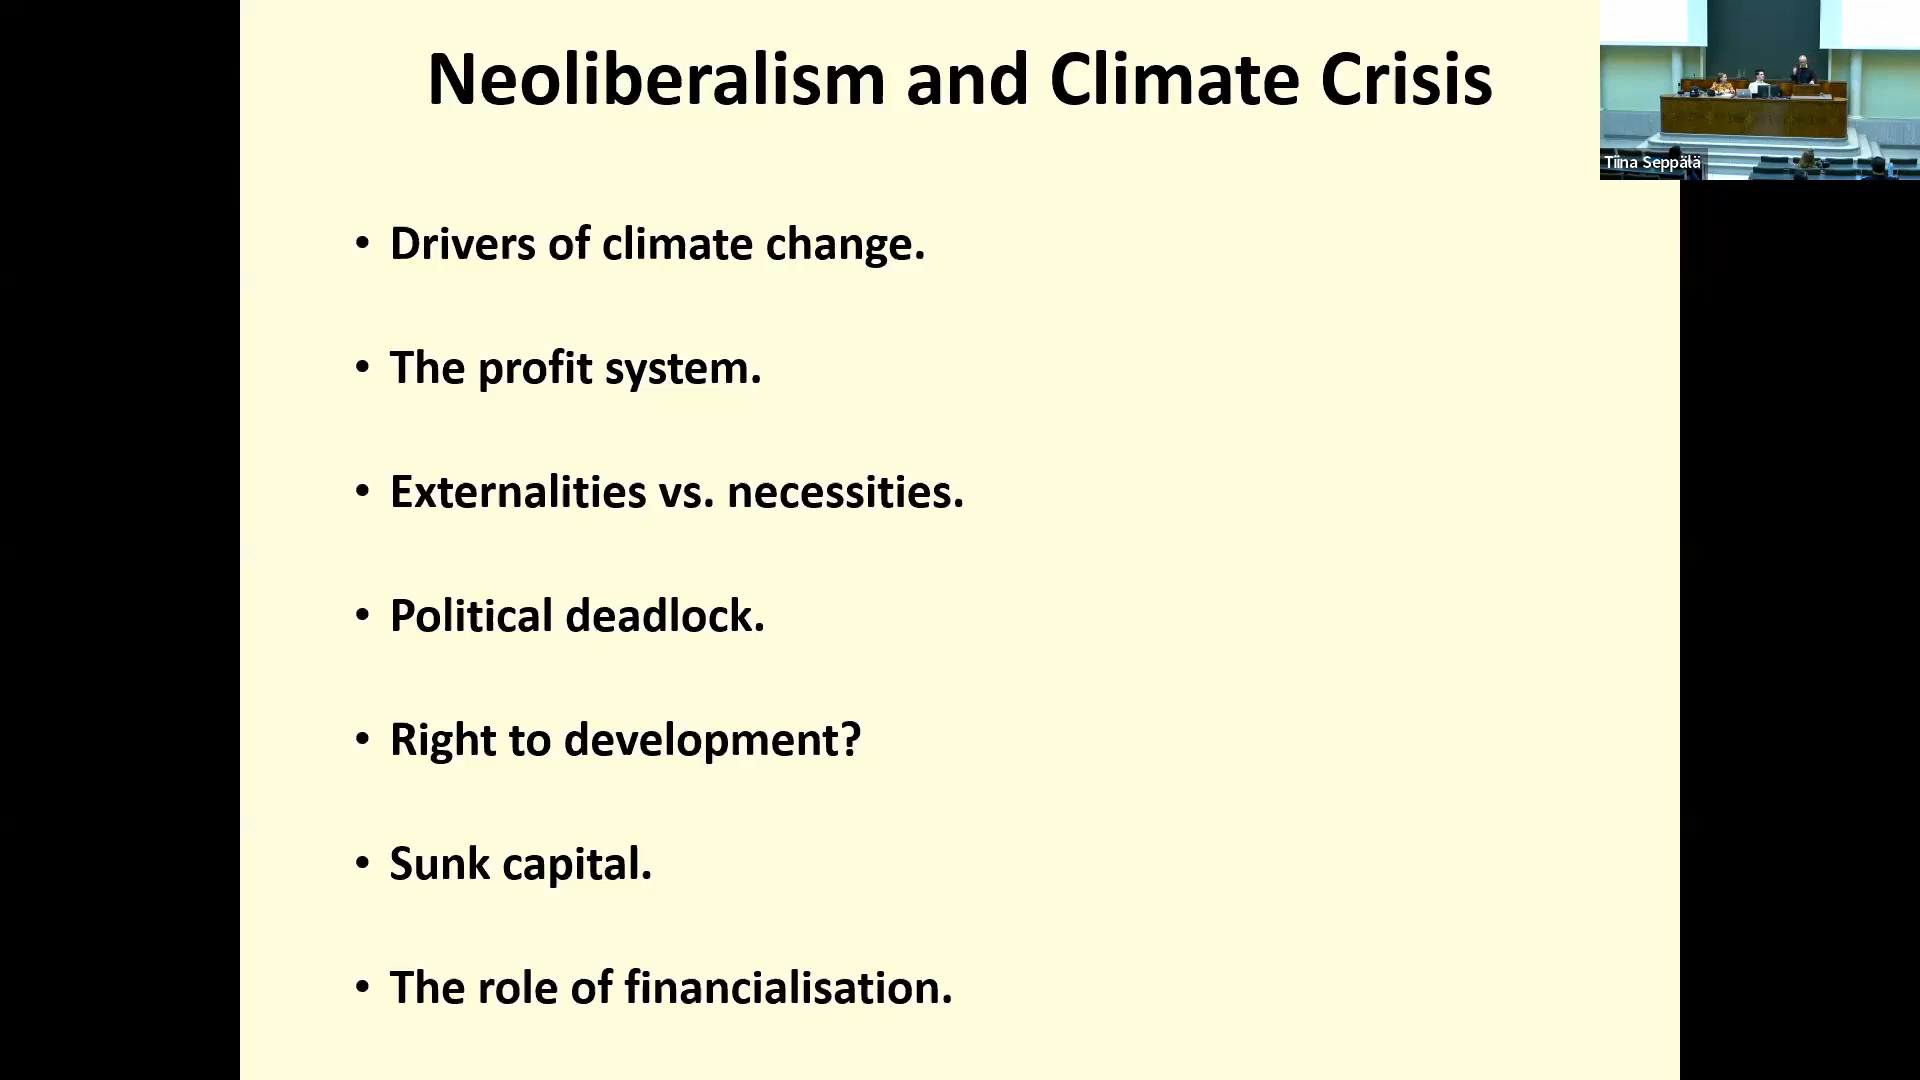 Neoliberalism and Climate Crisis
Tiina Seppälä
• Drivers of climate change.
• The profit system.
• Externalities vs. necessities.
• Political deadlock.
• Right to development?
• Sunk capital.
• The role of financialisation.